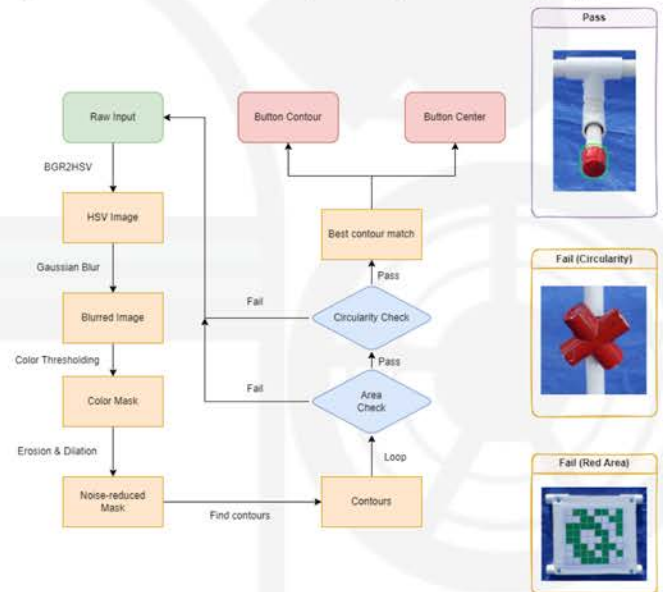 Pass
Raw Input
Button Contour
Button Center
BGR2HSV
HSV Image
Best contour match
Gaussian Blur
Pass
Fail
Fail (Circularity)
Blurred Image
Circularity Check
Color Thresholding
Pass
Fail
Color Mask
Area
Check
Erosion & Dilation
Loop
Fail (Red Area)
Noise-reduced
Mask
Find contours
Contours